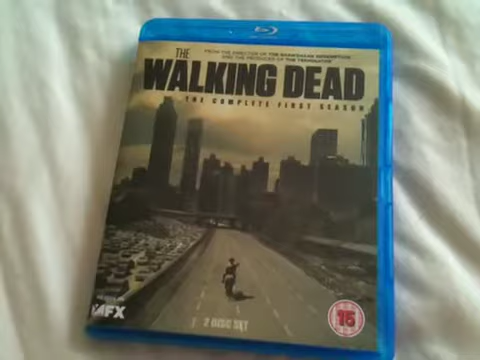 FROM THE DIRECTOR OF THE SHAWSHANK REDEMPTION
AND THE PRODUCER OF THE TERMINATOR
THE
WALKING DEAD
THE COMPLETE FIRST SEASON
FX
2 DISC SET
15